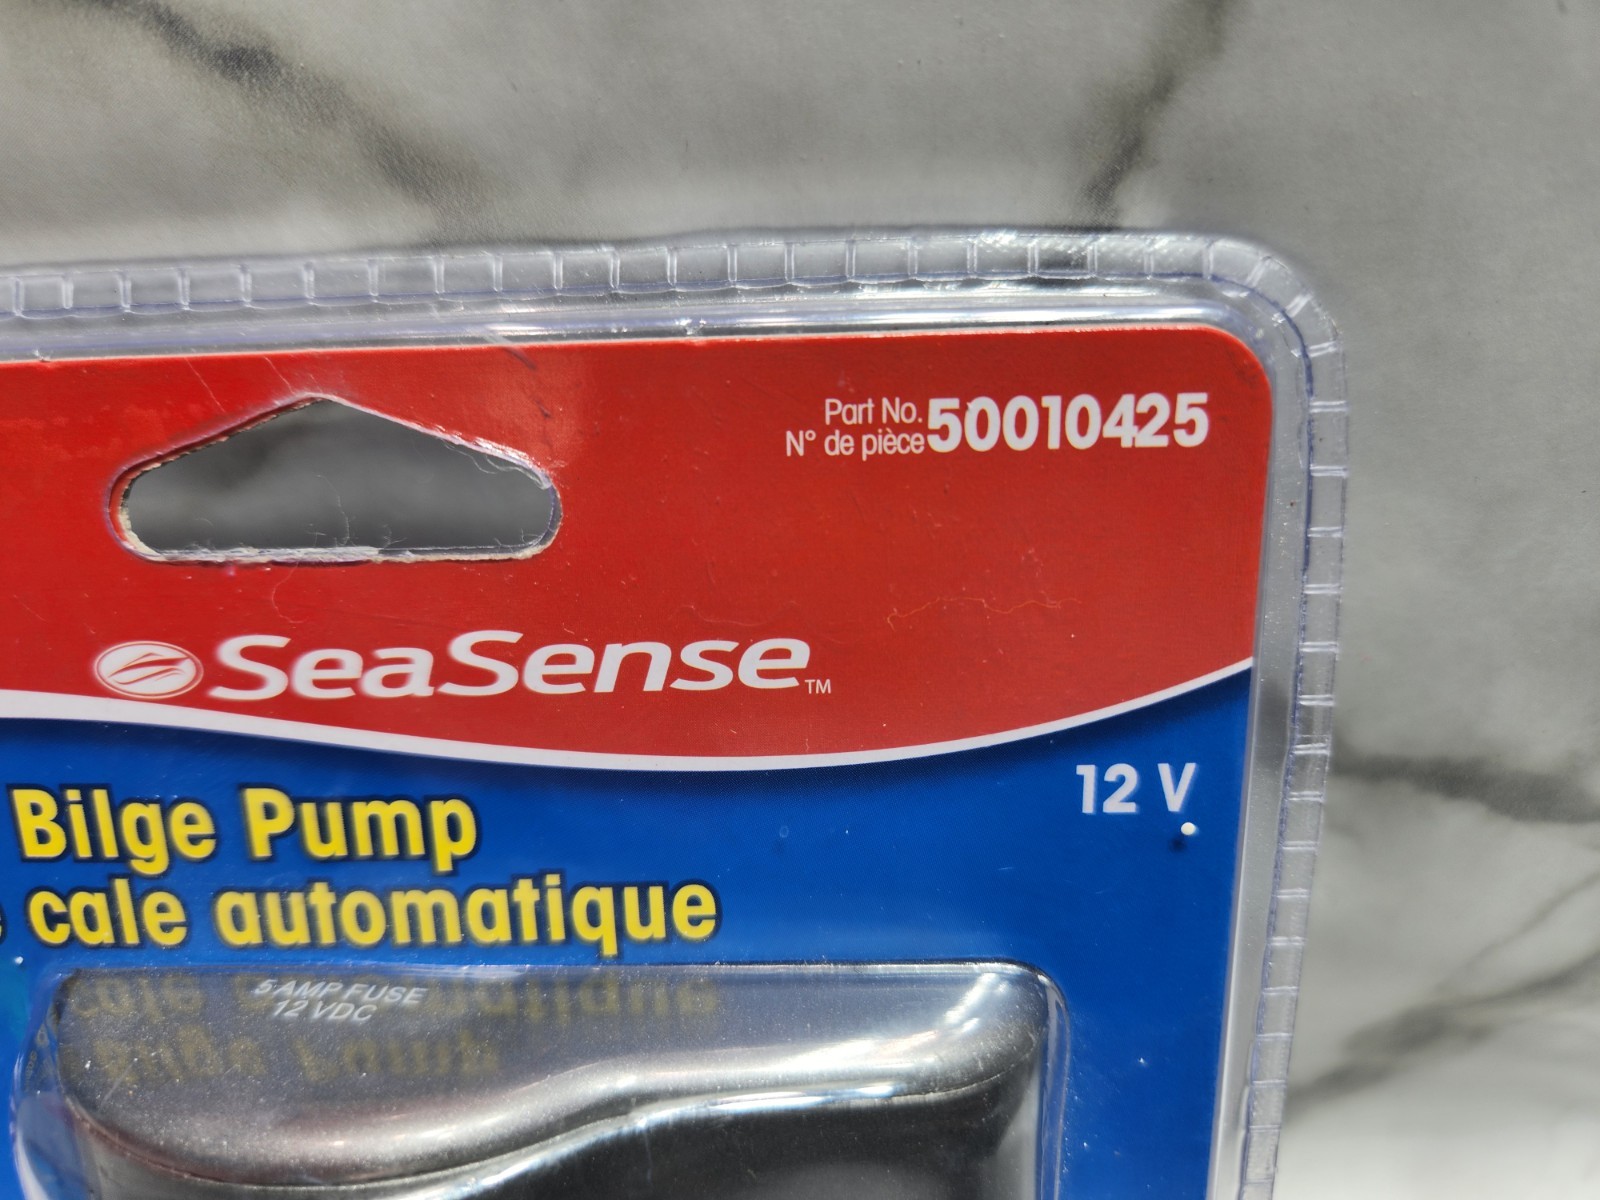 Part No.
N° de pièce 50010425
SeaSense™
12 V
Bilge Pump
cale automatique
5 AMP FUSE
12 VDC